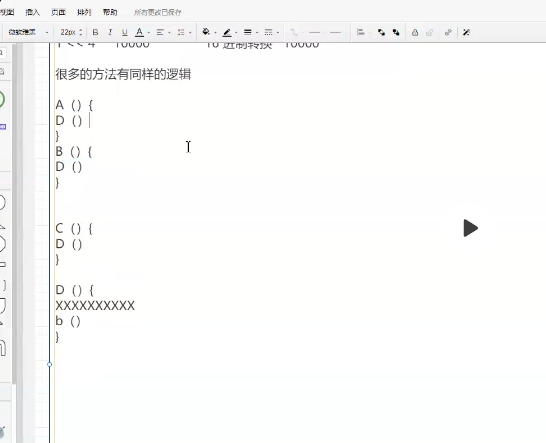 视图 插入 页面 排列 帮助 所有更改已保存
微软雅黑 22px B I U A
1 << 4 10000 16 进制转换 10000
很多的方法有同样的逻辑
A （）{
D （）
}
B （）{
D （）
}
C （）{
D （）
}
D （）{
XXXXXXXXXX
b （）
}